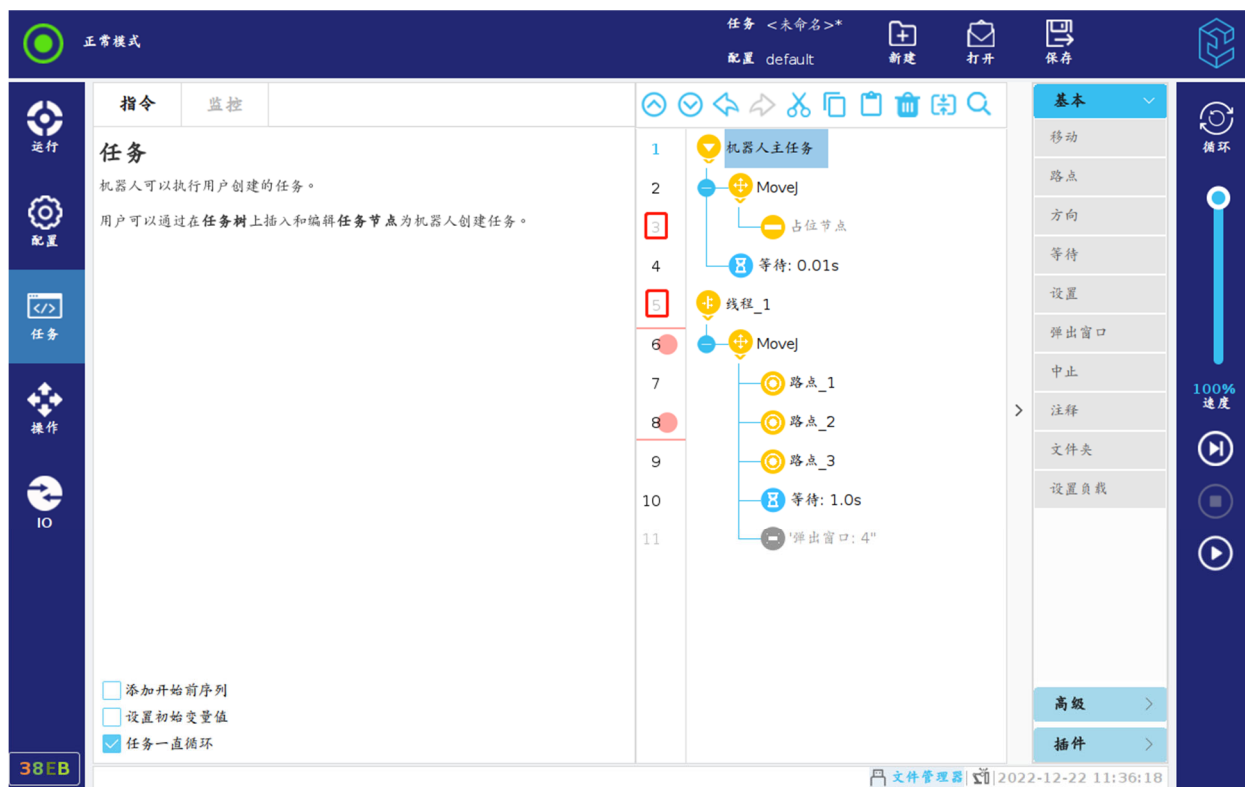 正常模式
任务 <未命名>*
配置 default
新建
打开
保存
运行
配置
任务
操作
IO
38EB
指令
监控
任务
机器人可以执行用户创建的任务。
用户可以通过在任务树上插入和编辑任务节点为机器人创建任务。
添加开始前序列
设置初始变量值
任务一直循环
1 机器人主任务
2 MoveJ
3 占位节点
4 等待: 0.01s
5 线程_1
6 MoveJ
7 路点_1
8 路点_2
9 路点_3
10 等待: 1.0s
11 '弹出窗口: 4"
基本
移动
路点
方向
等待
设置
弹出窗口
中止
注释
文件夹
设置负载
高级
插件
循环
100%
速度
文件管理器
2022-12-22 11:36:18